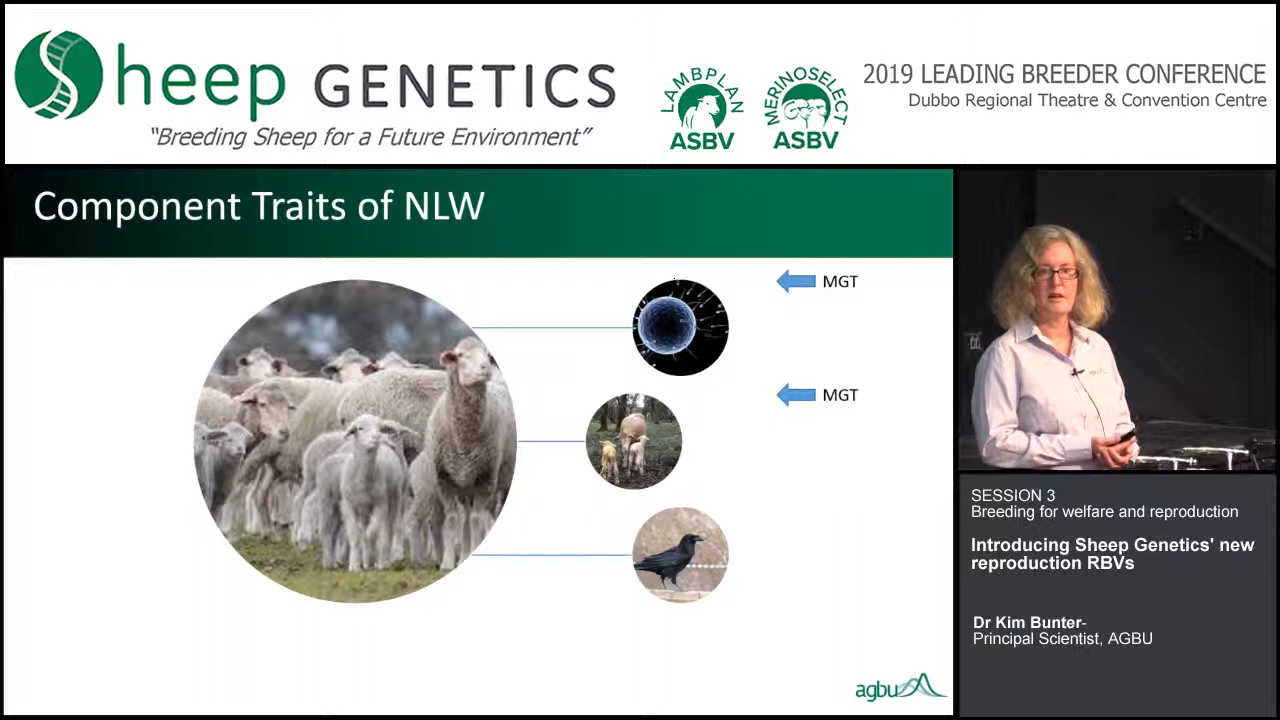 Sheep GENETICS
"Breeding Sheep for a Future Environment"
LAMBPLAN
ASBV
MERINOSELECT
ASBV
2019 LEADING BREEDER CONFERENCE
Dubbo Regional Theatre & Convention Centre
Component Traits of NLW
MGT
MGT
agbu
SESSION 3
Breeding for welfare and reproduction
Introducing Sheep Genetics' new
reproduction RBVs
Dr Kim Bunter-
Principal Scientist, AGBU